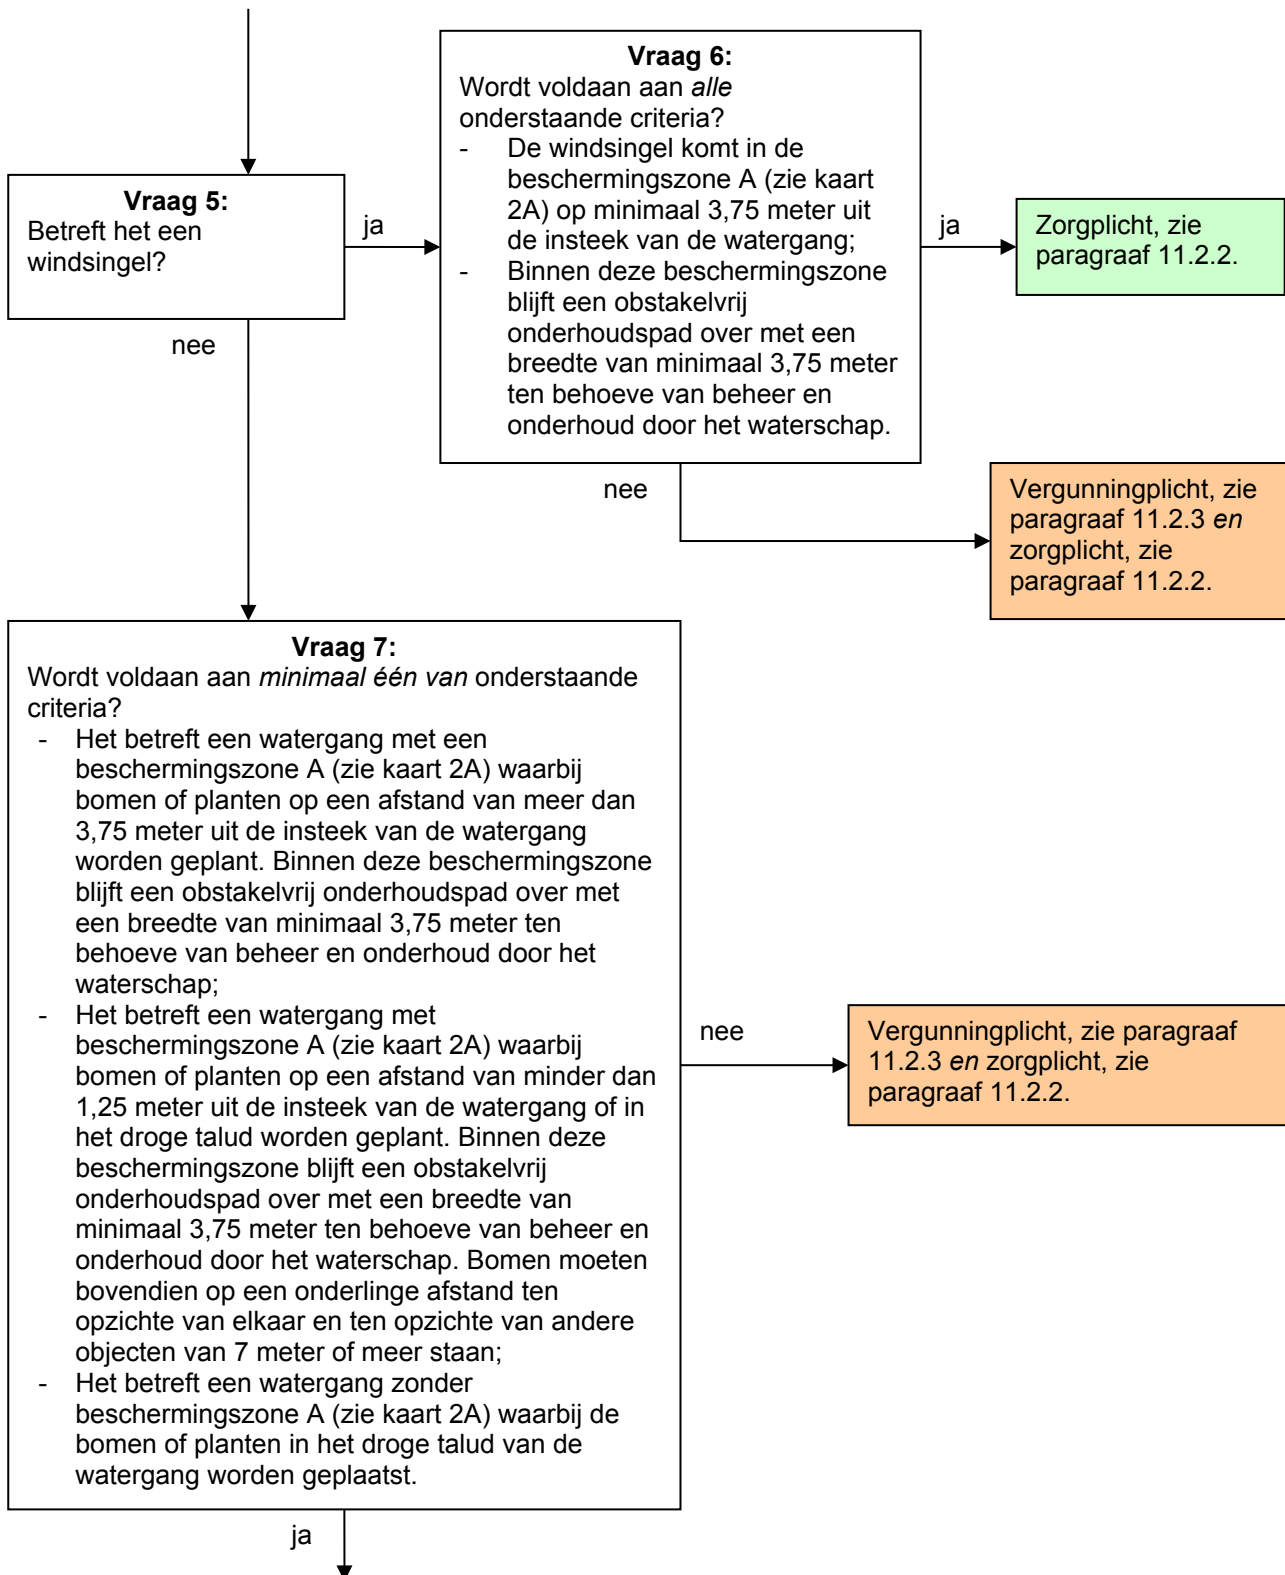 Vraag 5:
Betreft het een
windsingel?
ja
nee
Vraag 6:
Wordt voldaan aan alle
onderstaande criteria?
- De windsingel komt in de
beschermingszone A (zie kaart
2A) op minimaal 3,75 meter uit
de insteek van de watergang;
- Binnen deze beschermingszone
blijft een obstakelvrij
onderhoudspad over met een
breedte van minimaal 3,75 meter
ten behoeve van beheer en
onderhoud door het waterschap.
ja
Zorgplicht, zie
paragraaf 11.2.2.
nee
Vergunningplicht, zie
paragraaf 11.2.3 en
zorgplicht, zie
paragraaf 11.2.2.
Vraag 7:
Wordt voldaan aan minimaal één van onderstaande
criteria?
- Het betreft een watergang met een
beschermingszone A (zie kaart 2A) waarbij
bomen of planten op een afstand van meer dan
3,75 meter uit de insteek van de watergang
worden geplant. Binnen deze beschermingszone
blijft een obstakelvrij onderhoudspad over met
een breedte van minimaal 3,75 meter ten
behoeve van beheer en onderhoud door het
waterschap;
- Het betreft een watergang met
beschermingszone A (zie kaart 2A) waarbij
bomen of planten op een afstand van minder dan
1,25 meter uit de insteek van de watergang of in
het droge talud worden geplant. Binnen deze
beschermingszone blijft een obstakelvrij
onderhoudspad over met een breedte van
minimaal 3,75 meter ten behoeve van beheer en
onderhoud door het waterschap. Bomen moeten
bovendien op een onderlinge afstand ten
opzichte van elkaar en ten opzichte van andere
objecten van 7 meter of meer staan;
- Het betreft een watergang zonder
beschermingszone A (zie kaart 2A) waarbij de
bomen of planten in het droge talud van de
watergang worden geplaatst.
nee
Vergunningplicht, zie paragraaf
11.2.3 en zorgplicht, zie
paragraaf 11.2.2.
ja